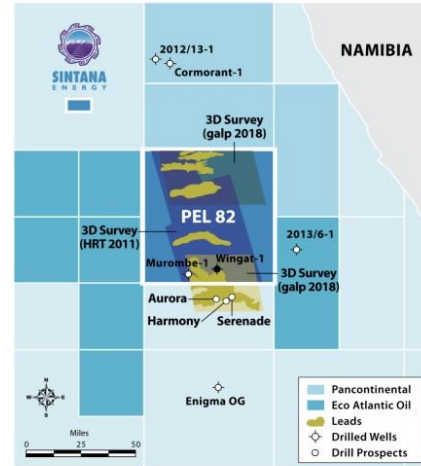 SINTANA
ENERGY
2012/13-1
Cormorant-1
NAMIBIA
3D Survey
(galp 2018)
PEL 82
3D Survey
(HRT 2011)
2013/6-1
Murombe-1
Wingat-1
3D Survey
(galp 2018)
Aurora
Harmony
Serenade
Enigma OG
N
W
E
S
Miles
0
25
50
Pancontinental
Eco Atlantic Oil
Leads
Drilled Wells
Drill Prospects